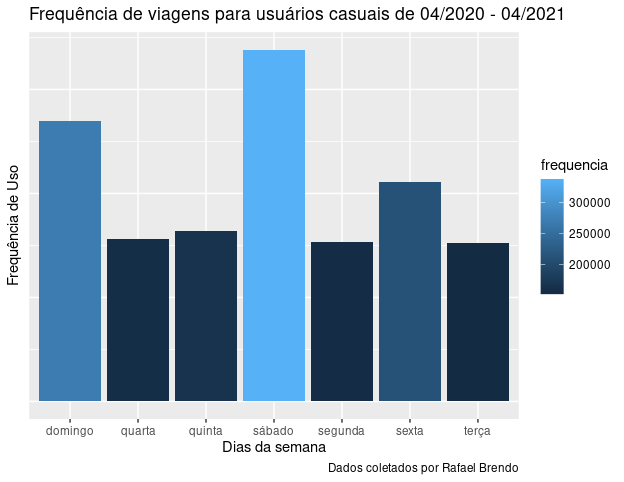 Frequência de viagens para usuários casuais de 04/2020 - 04/2021
Frequência de Uso
frequencia
300000
250000
200000
domingo quarta quinta sábado segunda sexta terça
Dias da semana
Dados coletados por Rafael Brendo